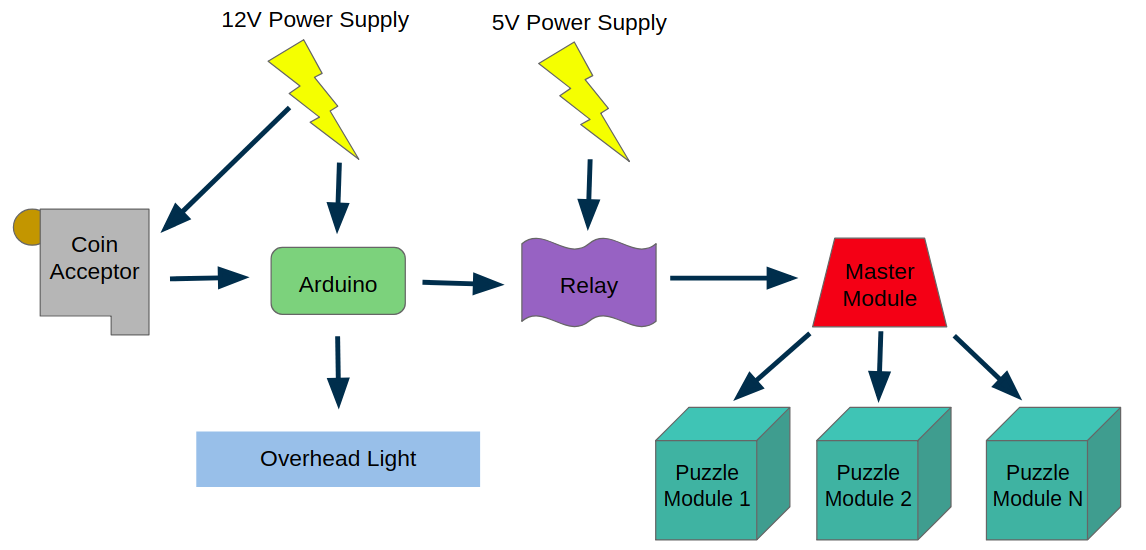 12V Power Supply
5V Power Supply
Coin
Acceptor
Arduino
Relay
Master
Module
Overhead Light
Puzzle
Module 1
Puzzle
Module 2
Puzzle
Module N